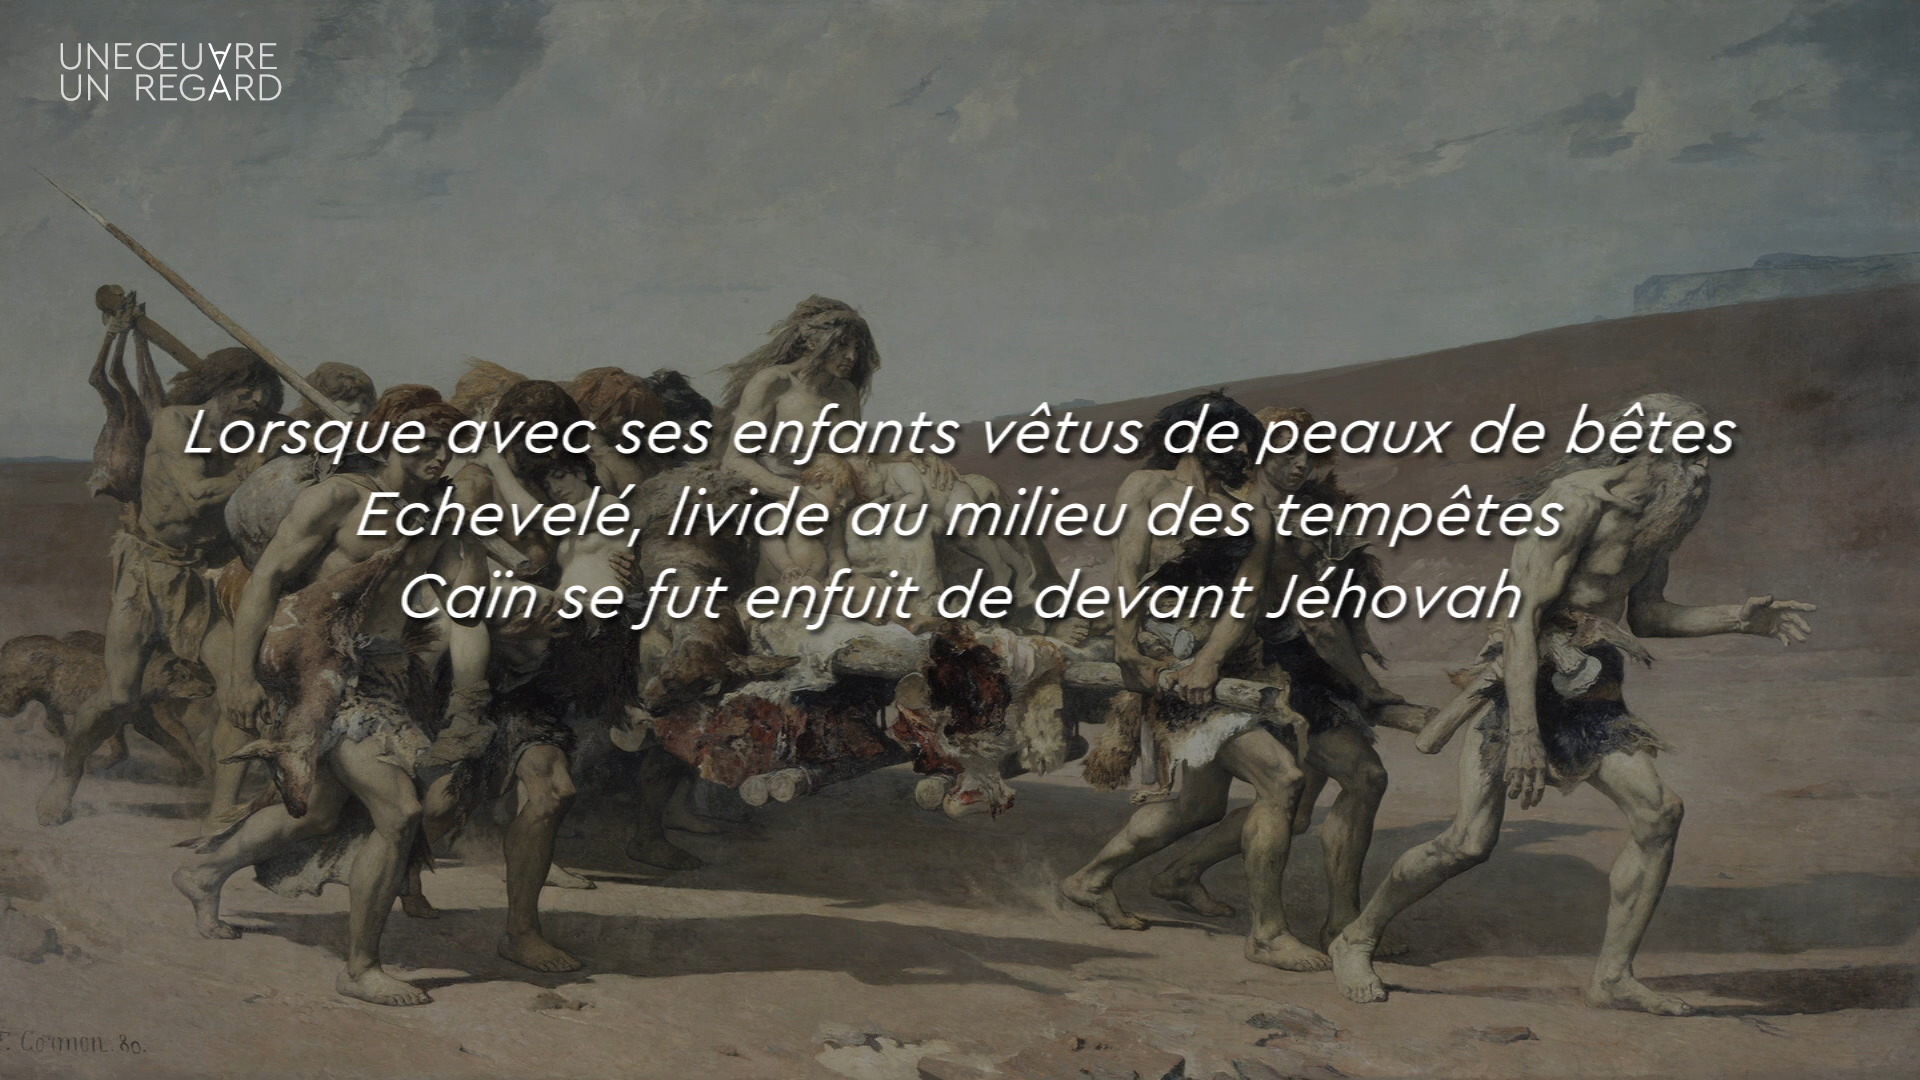 UNEŒUVRE
UN REGARD
Lorsque avec ses enfants vêtus de peaux de bêtes
Echevelé, livide au milieu des tempêtes
Caïn se fut enfuit de devant Jéhovah
F. Cormon. 80.